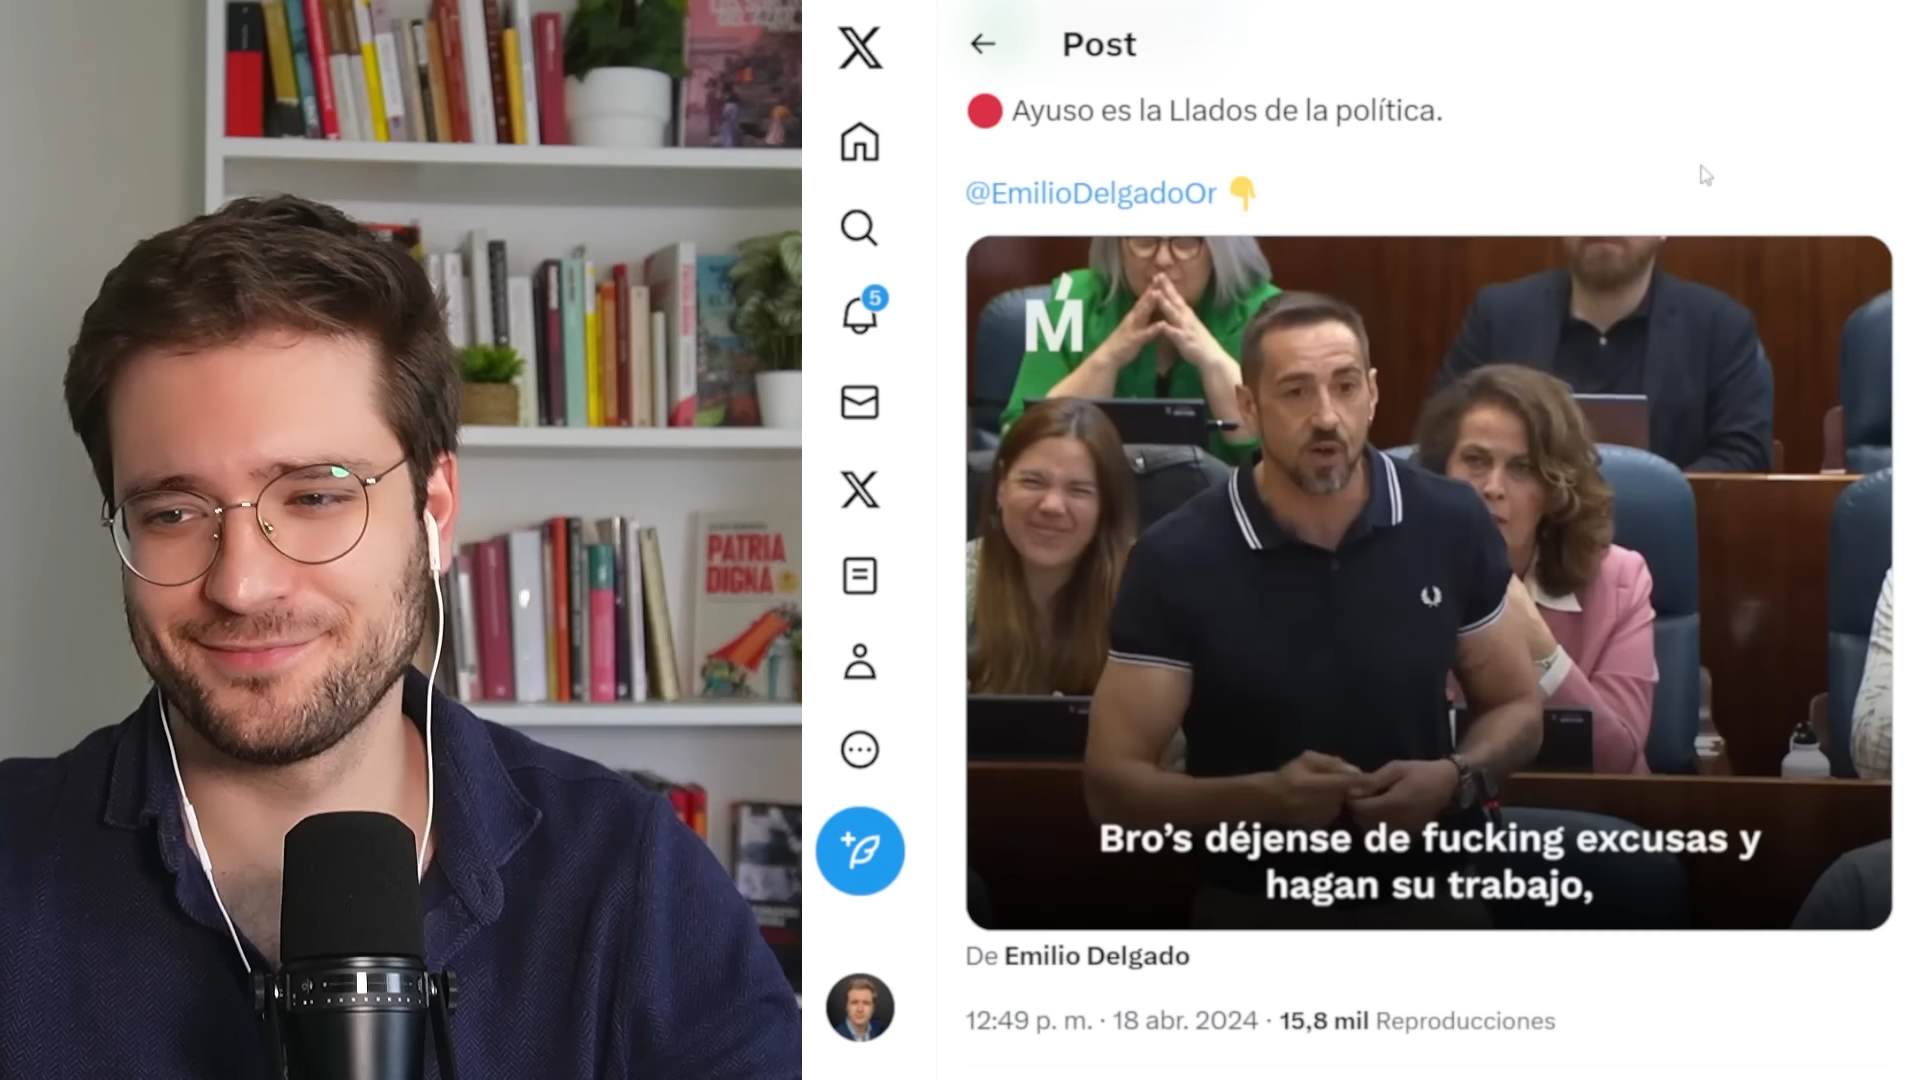 Post
Ayuso es la Llados de la política.
@EmilioDelgadoOr
5
Ḿ
Bro's déjense de fucking excusas y
hagan su trabajo,
De Emilio Delgado
12:49 p. m. · 18 abr. 2024 · 15,8 mil Reproducciones
PATRIA
DIGNA